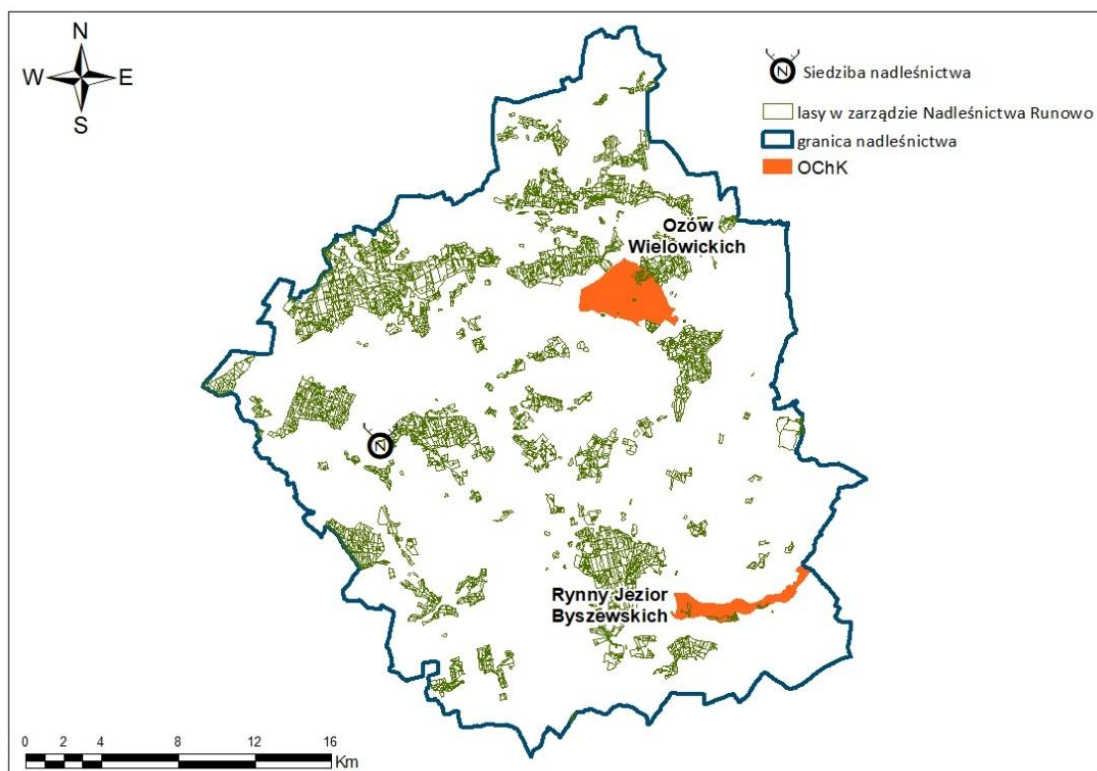 N
W E
S
N
Siedziba nadleśnictwa
lasy w zarządzie Nadleśnictwa Runowo
granica nadleśnictwa
OChK
Ozów
Wielowickich
N
Rynny Jezior
Byszewskich
0 2 4 8 12 16
Km